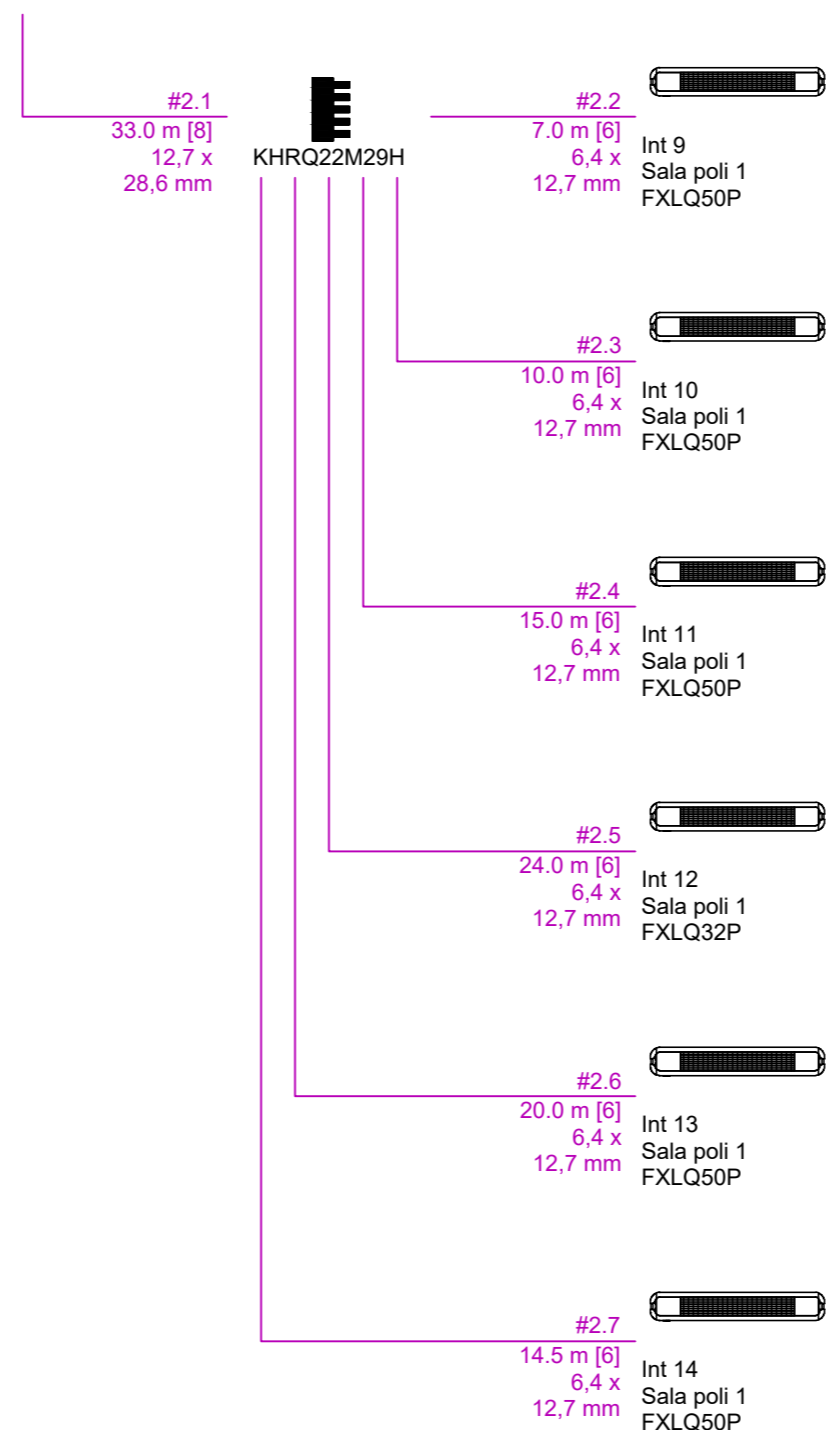 #2.1
33.0 m [8]
12,7 x
28,6 mm
KHRQ22M29H
#2.2
7.0 m [6]
6,4 x
12,7 mm
Int 9
Sala poli 1
FXLQ50P
#2.3
10.0 m [6]
6,4 x
12,7 mm
Int 10
Sala poli 1
FXLQ50P
#2.4
15.0 m [6]
6,4 x
12,7 mm
Int 11
Sala poli 1
FXLQ50P
#2.5
24.0 m [6]
6,4 x
12,7 mm
Int 12
Sala poli 1
FXLQ32P
#2.6
20.0 m [6]
6,4 x
12,7 mm
Int 13
Sala poli 1
FXLQ50P
#2.7
14.5 m [6]
6,4 x
12,7 mm
Int 14
Sala poli 1
FXLQ50P